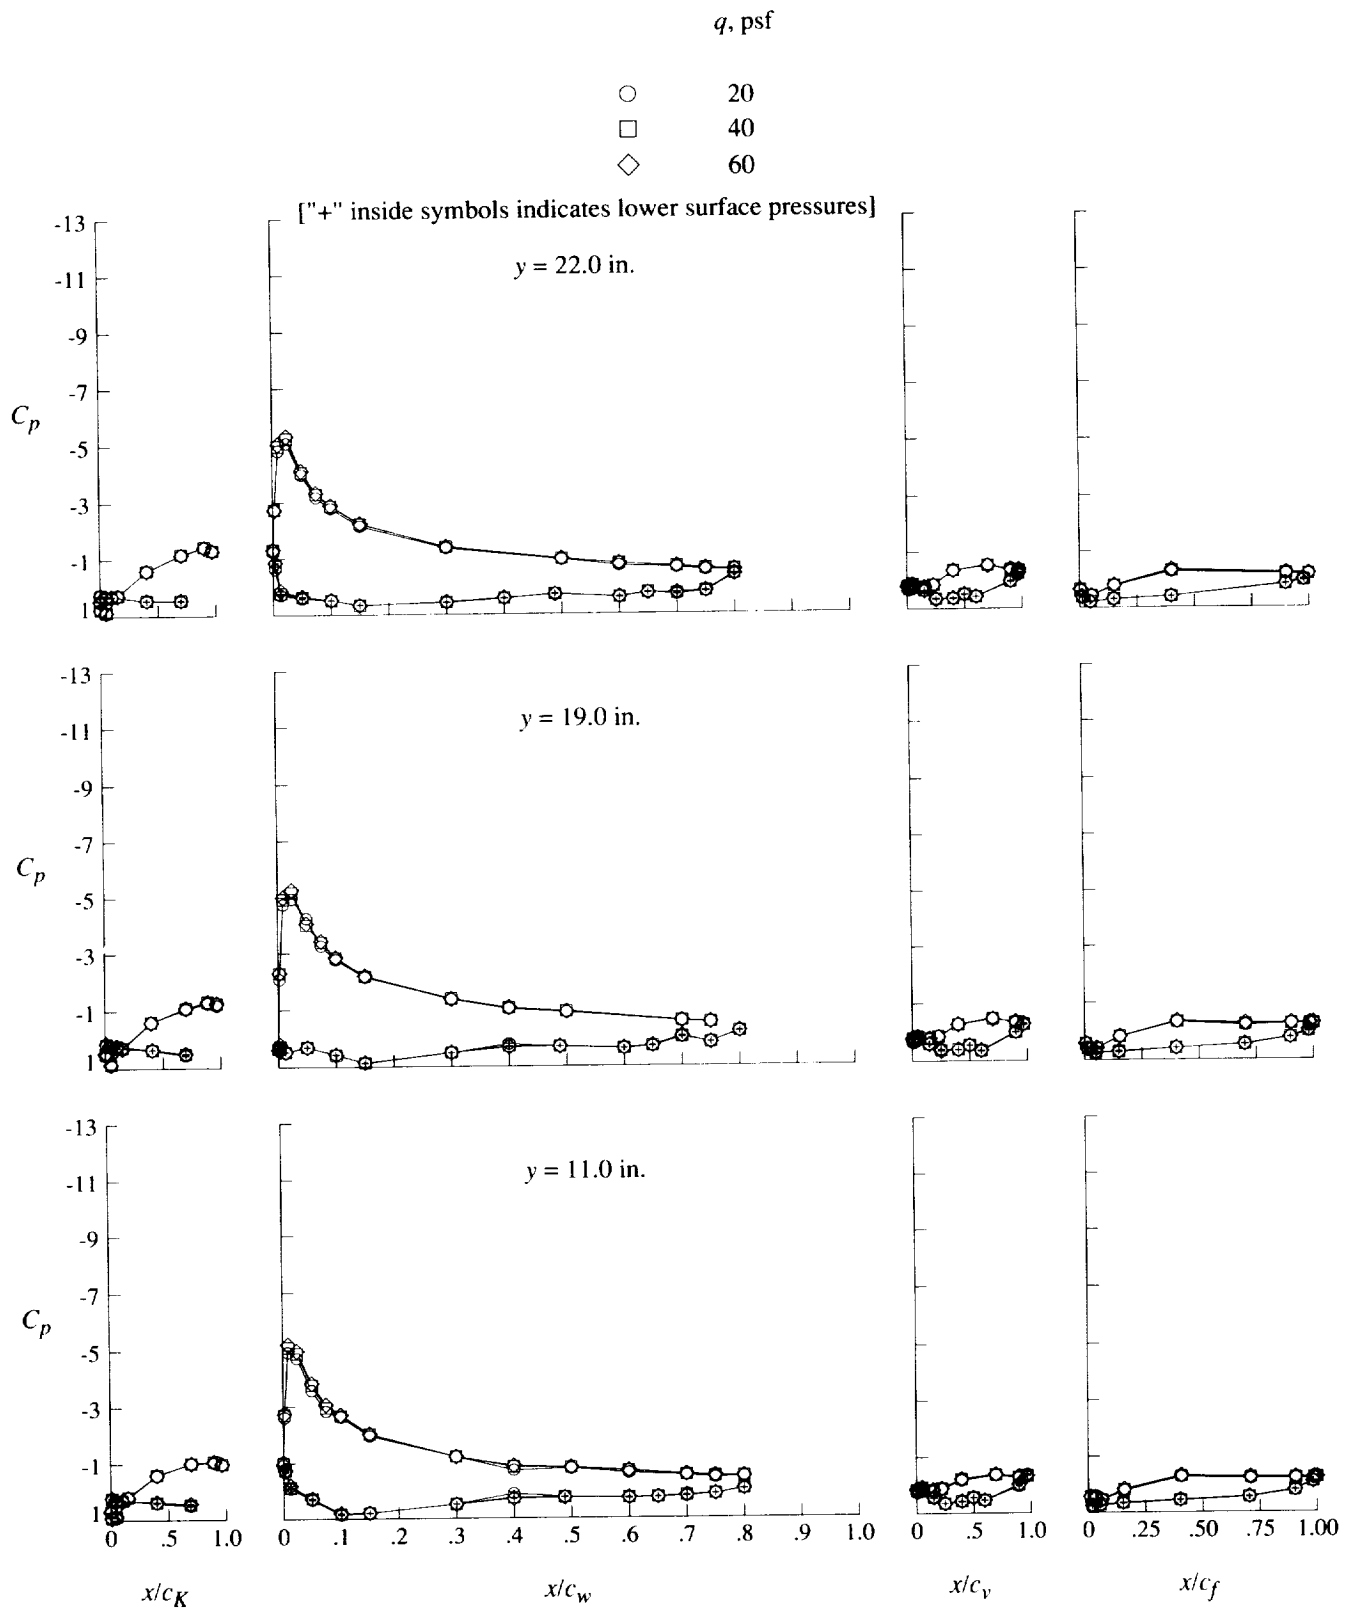 q, psf
20
40
60
["+" inside symbols indicates lower surface pressures]
y = 22.0 in.
-13
-11
-9
-7
-5
-3
-1
1
C_p
y = 19.0 in.
-13
-11
-9
-7
-5
-3
-1
1
C_p
y = 11.0 in.
-13
-11
-9
-7
-5
-3
-1
1
C_p
0 .5 1.0
0 .1 .2 .3 .4 .5 .6 .7 .8 1.0
0 .5 1.0
0 .25 .50 .75 1.00
x/c_K x/c_w x/c_v x/c_f